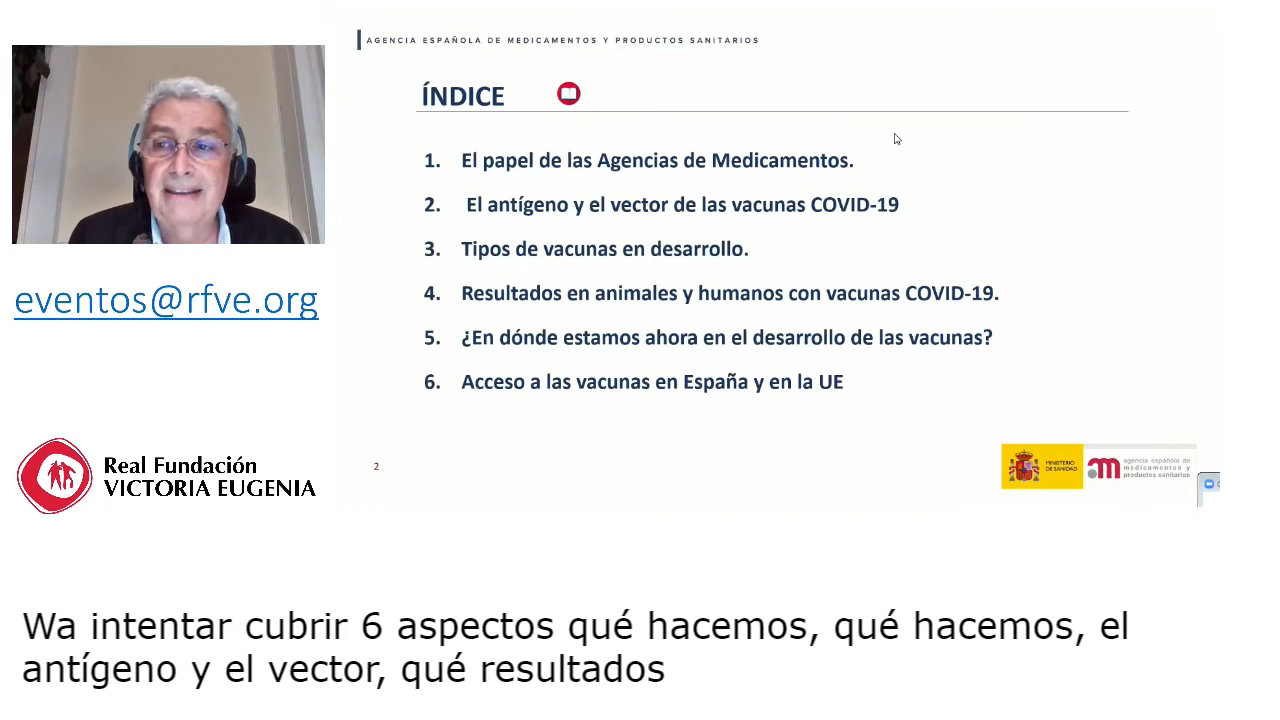 AGENCIA ESPAÑOLA DE MEDICAMENTOS Y PRODUCTOS SANITARIOS
ÍNDICE
1. El papel de las Agencias de Medicamentos.
2. El antígeno y el vector de las vacunas COVID-19
3. Tipos de vacunas en desarrollo.
4. Resultados en animales y humanos con vacunas COVID-19.
5. ¿En dónde estamos ahora en el desarrollo de las vacunas?
6. Acceso a las vacunas en España y en la UE
eventos@rfve.org
Real Fundación
VICTORIA EUGENIA
2
MINISTERIO
DE SANIDAD
agencia española de
medicamentos y
productos sanitarios
Wa intentar cubrir 6 aspectos qué hacemos, qué hacemos, el
antígeno y el vector, qué resultados